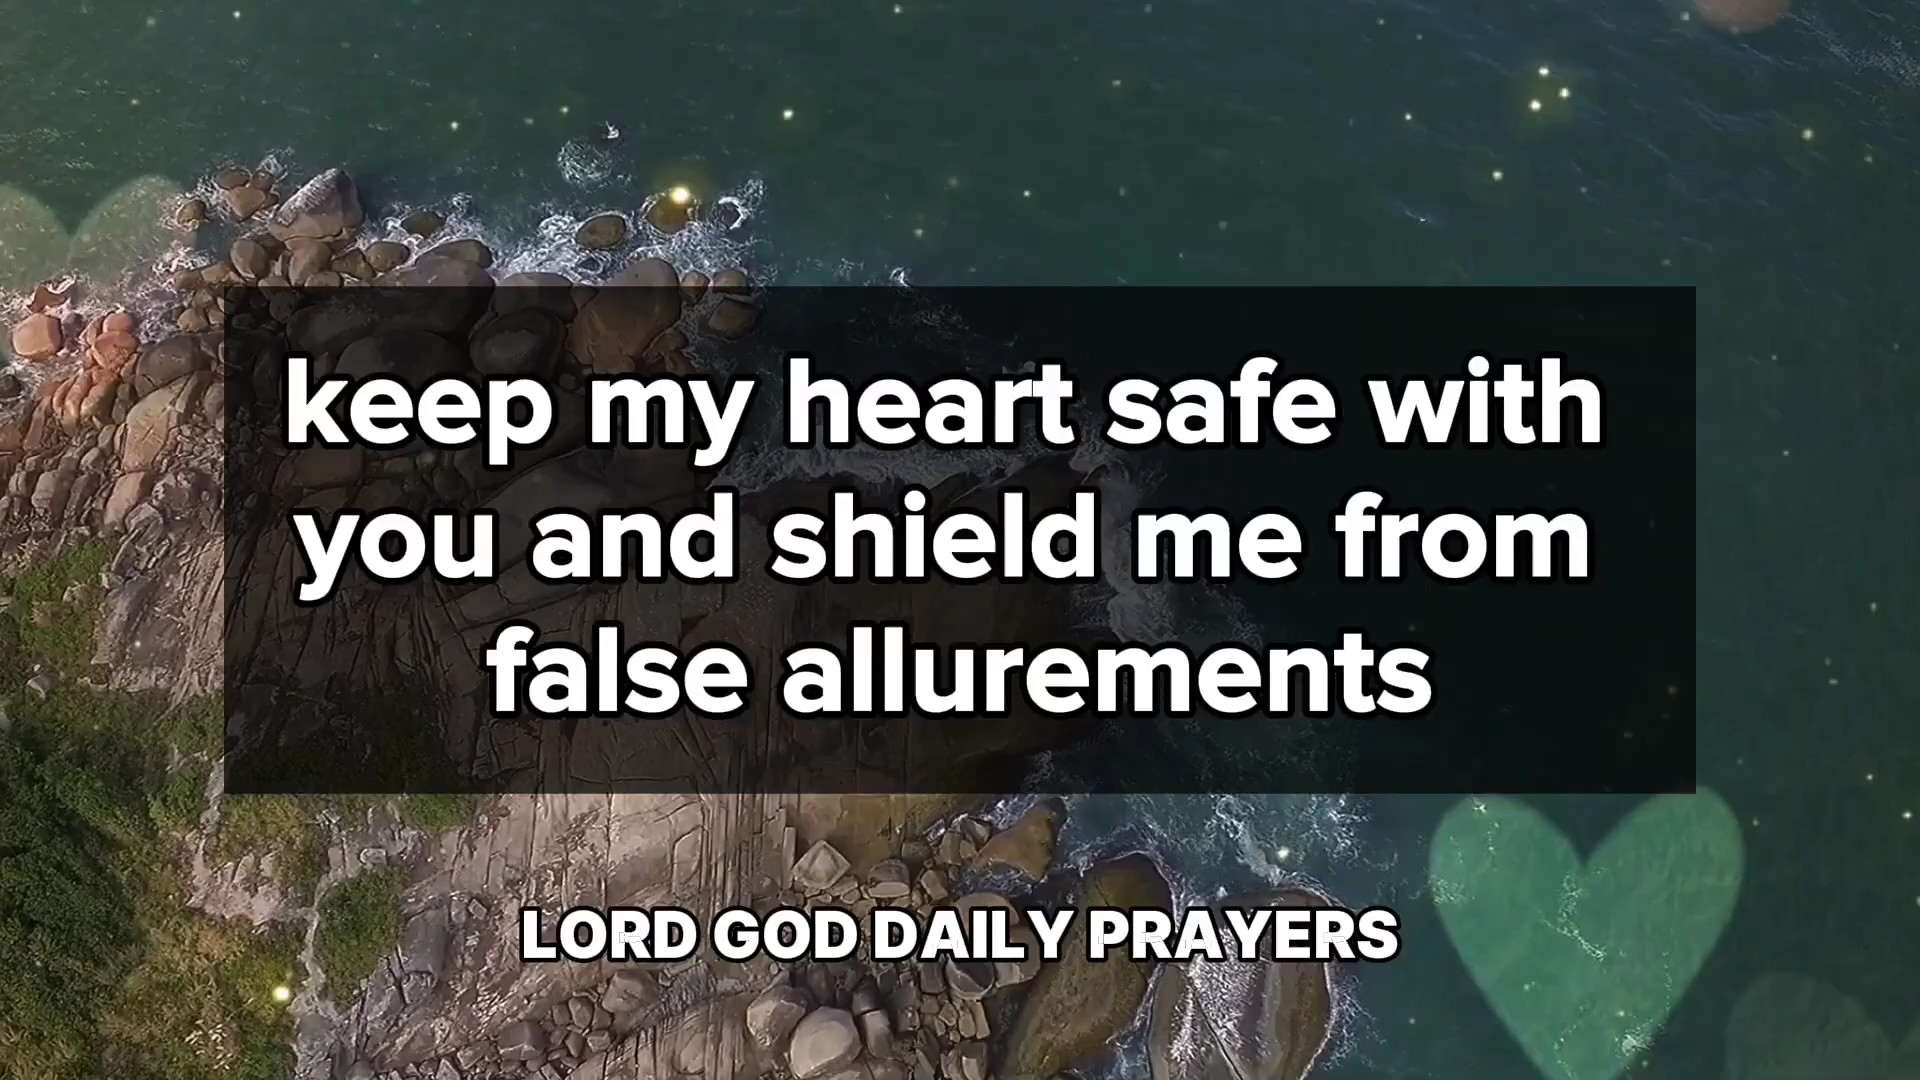 keep my heart safe with
you and shield me from
false allurements
LORD GOD DAILY PRAYERS